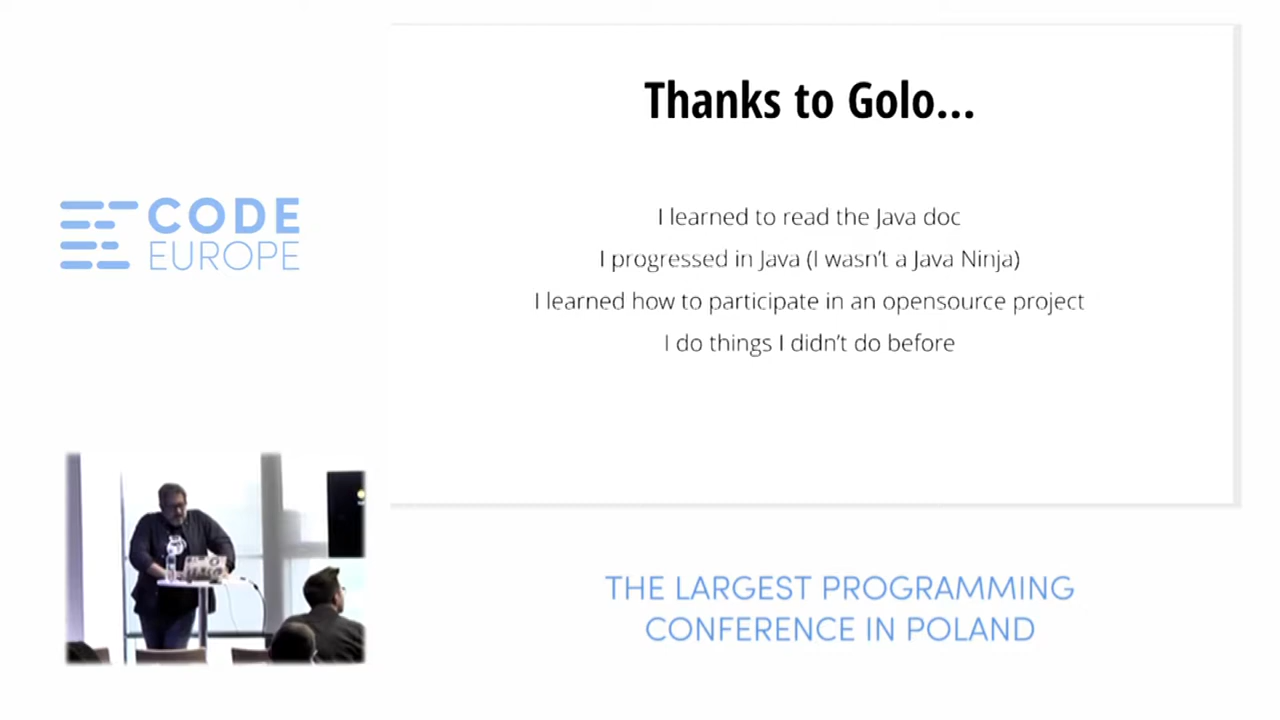 CODE
EUROPE
Thanks to Golo...
I learned to read the Java doc
I progressed in Java (I wasn't a Java Ninja)
I learned how to participate in an opensource project
I do things I didn't do before
THE LARGEST PROGRAMMING
CONFERENCE IN POLAND